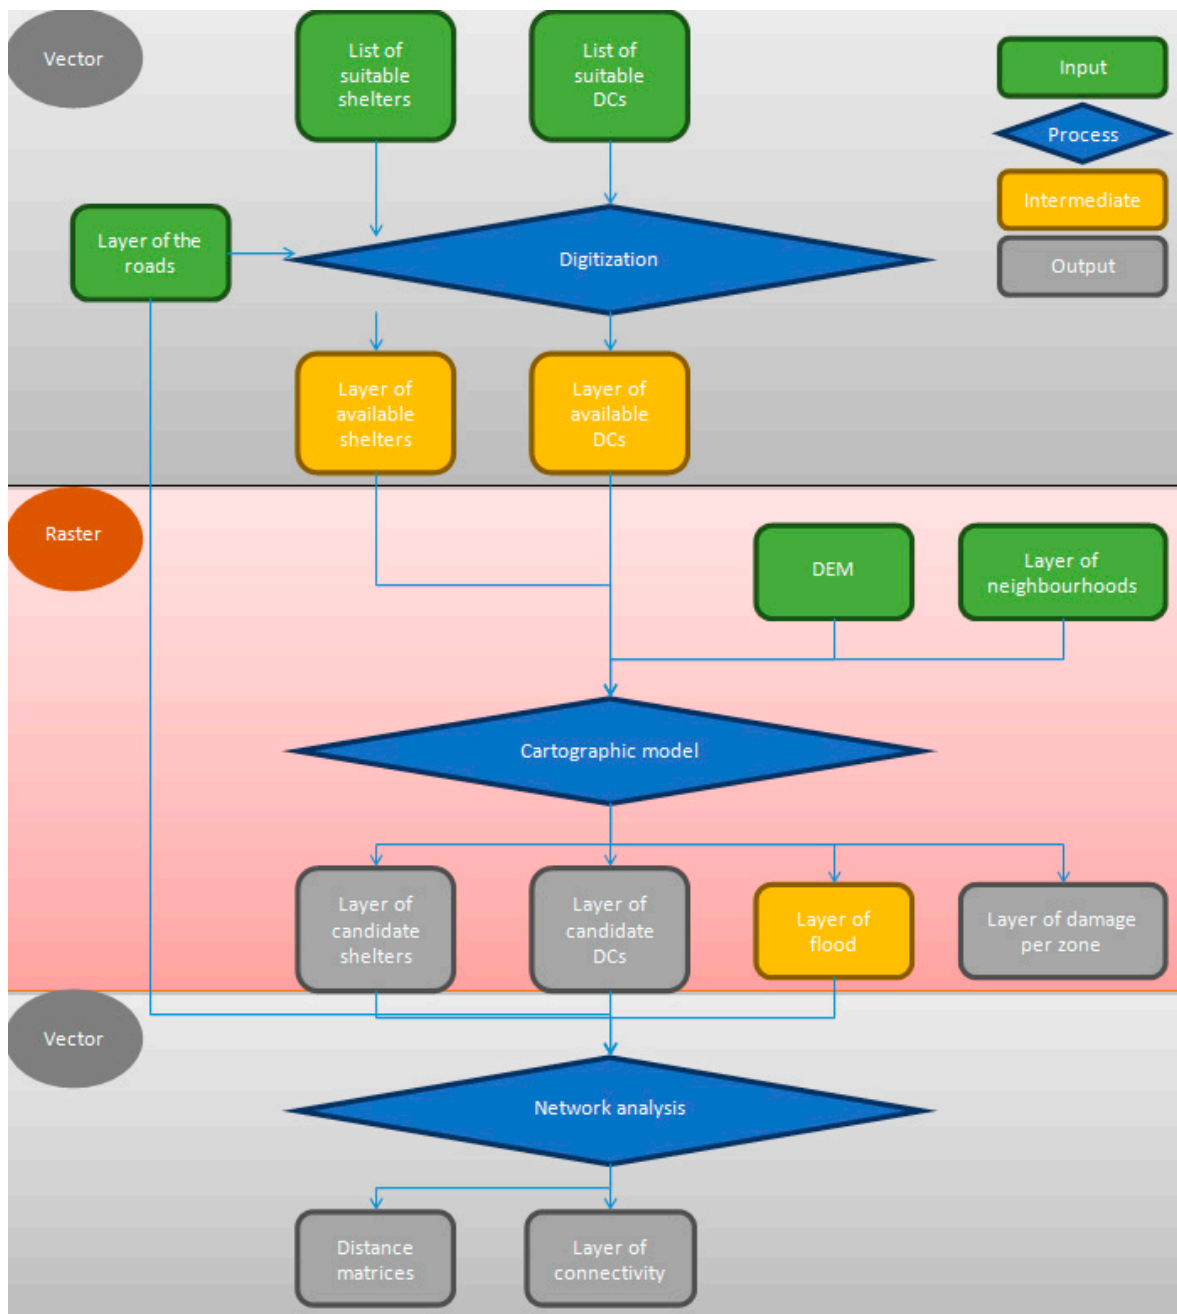 Vector
List of
suitable
shelters
List of
suitable
DCs
Input
Process
Intermediate
Output
Layer of the
roads
Digitization
Layer of
available
shelters
Layer of
available
DCs
Raster
DEM
Layer of
neighbourhoods
Cartographic model
Layer of
candidate
shelters
Layer of
candidate
DCs
Layer of
flood
Layer of damage
per zone
Vector
Network analysis
Distance
matrices
Layer of
connectivity